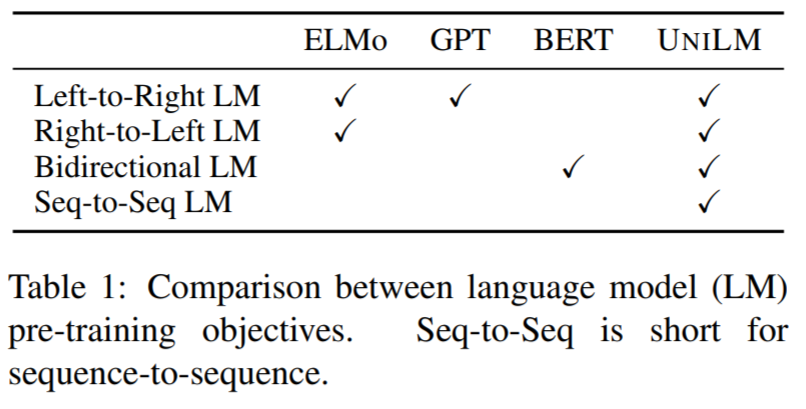 ELMo GPT BERT UNILM
Left-to-Right LM ✓ ✓ ✓
Right-to-Left LM ✓ ✓
Bidirectional LM ✓ ✓
Seq-to-Seq LM ✓
Table 1: Comparison between language model (LM)
pre-training objectives. Seq-to-Seq is short for
sequence-to-sequence.